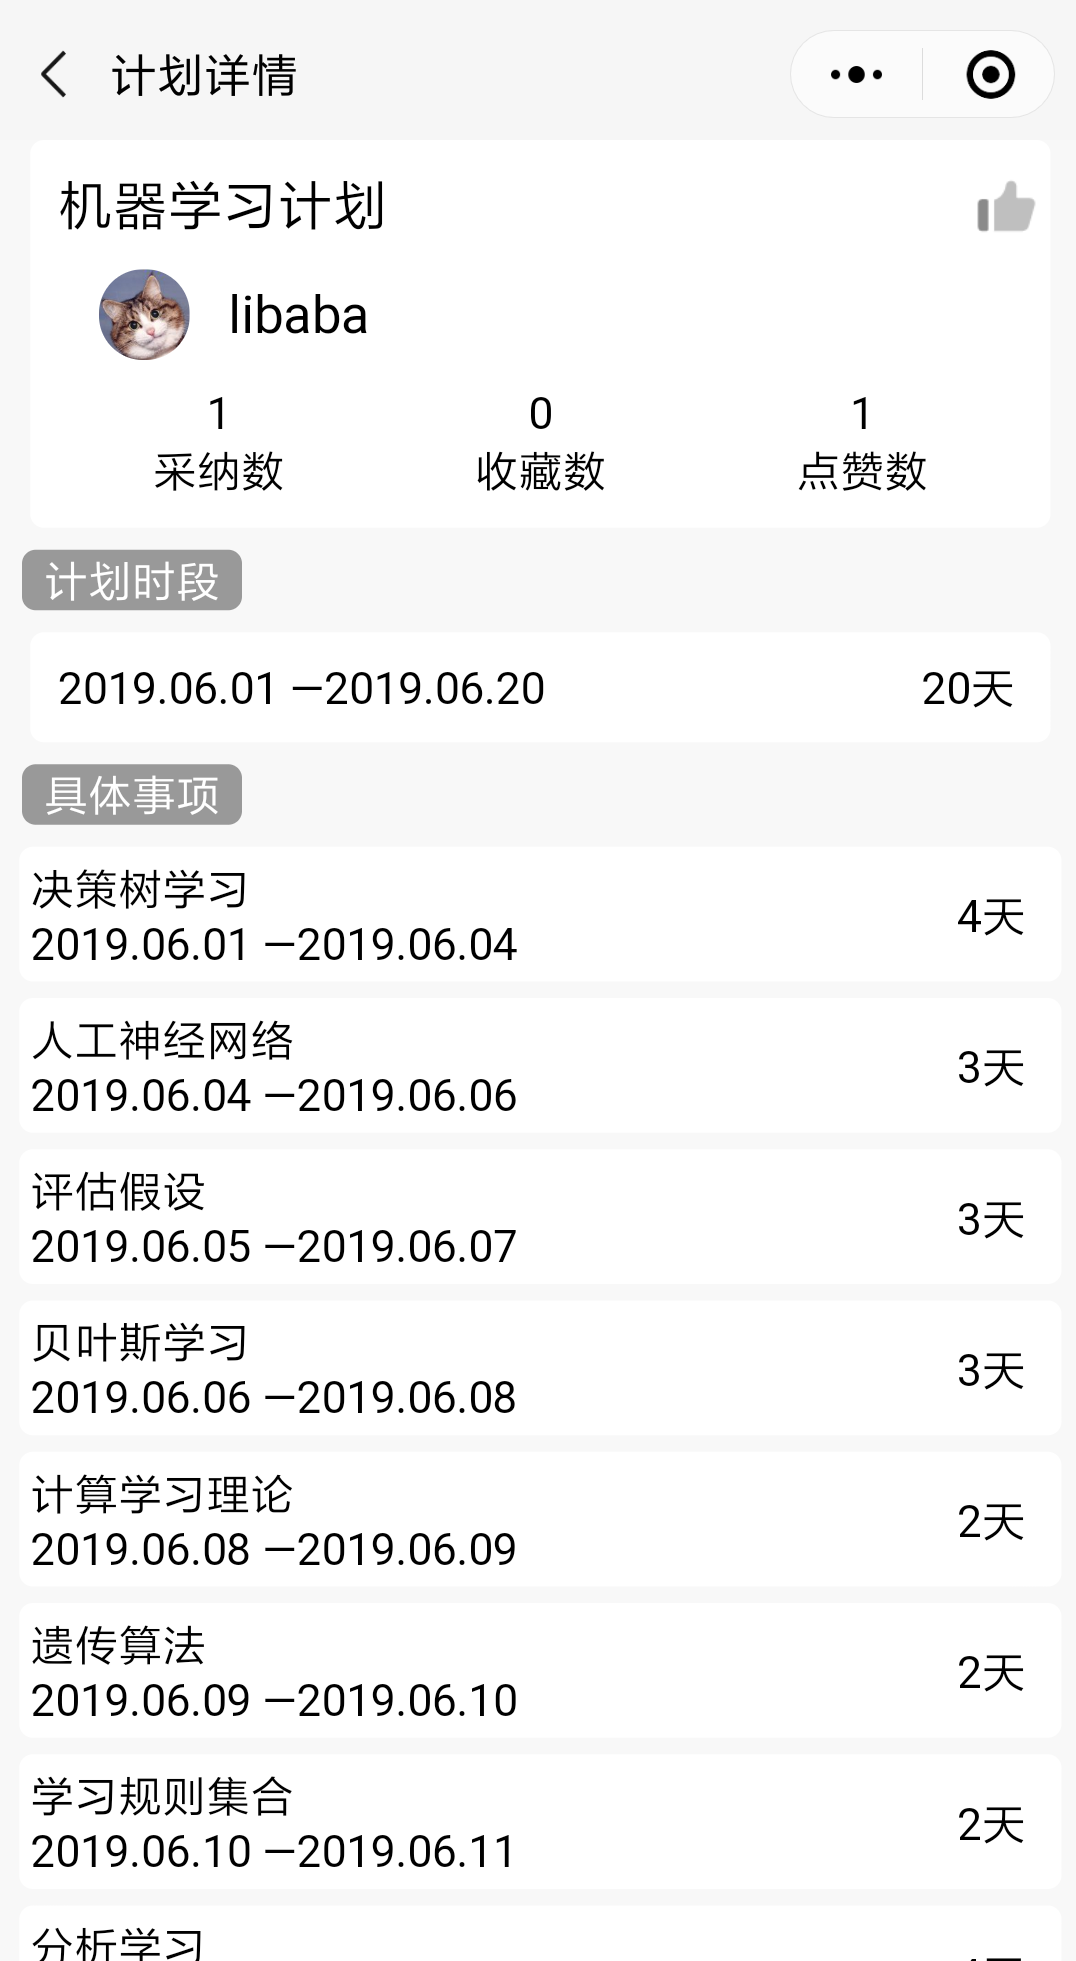 计划详情
机器学习计划
libaba
1 0 1
采纳数 收藏数 点赞数
计划时段
2019.06.01 —2019.06.20 20天
具体事项
决策树学习
2019.06.01 —2019.06.04 4天
人工神经网络
2019.06.04 —2019.06.06 3天
评估假设
2019.06.05 —2019.06.07 3天
贝叶斯学习
2019.06.06 —2019.06.08 3天
计算学习理论
2019.06.08 —2019.06.09 2天
遗传算法
2019.06.09 —2019.06.10 2天
学习规则集合
2019.06.10 —2019.06.11 2天
分析学习